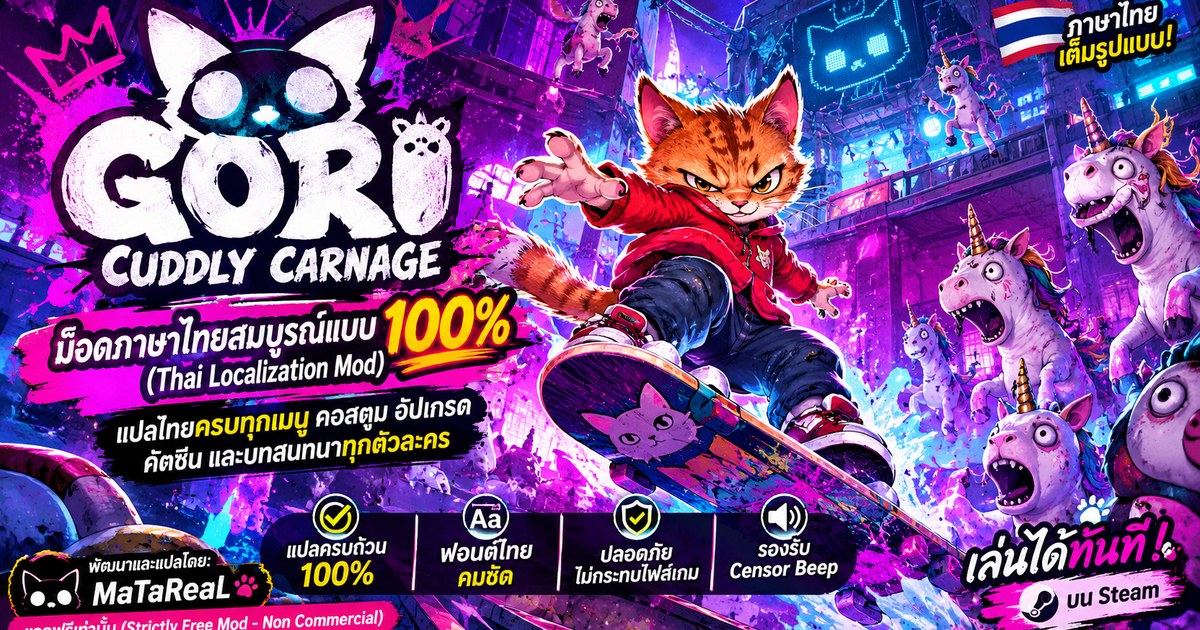 GORI
CUDDLY CARNAGE
ม็อดภาษาไทยสมบูรณ์แบบ 100%
(Thai Localization Mod)
แปลไทยครบทุกเมนู คอสตูม อัปเกรด
คัตซีน และบทสนทนาทุกตัวละคร
ภาษาไทย
เต็มรูปแบบ!
แปลครบถ้วน
100%
Aa
ฟอนต์ไทย
คมชัด
ปลอดภัย
ไม่กระทบไฟล์เกม
รองรับ
Censor Beep
เล่นได้ทันที!
บน Steam
พัฒนาและแปลโดย:
MaTaReaL
(Strictly Free Mod - Non Commercial)